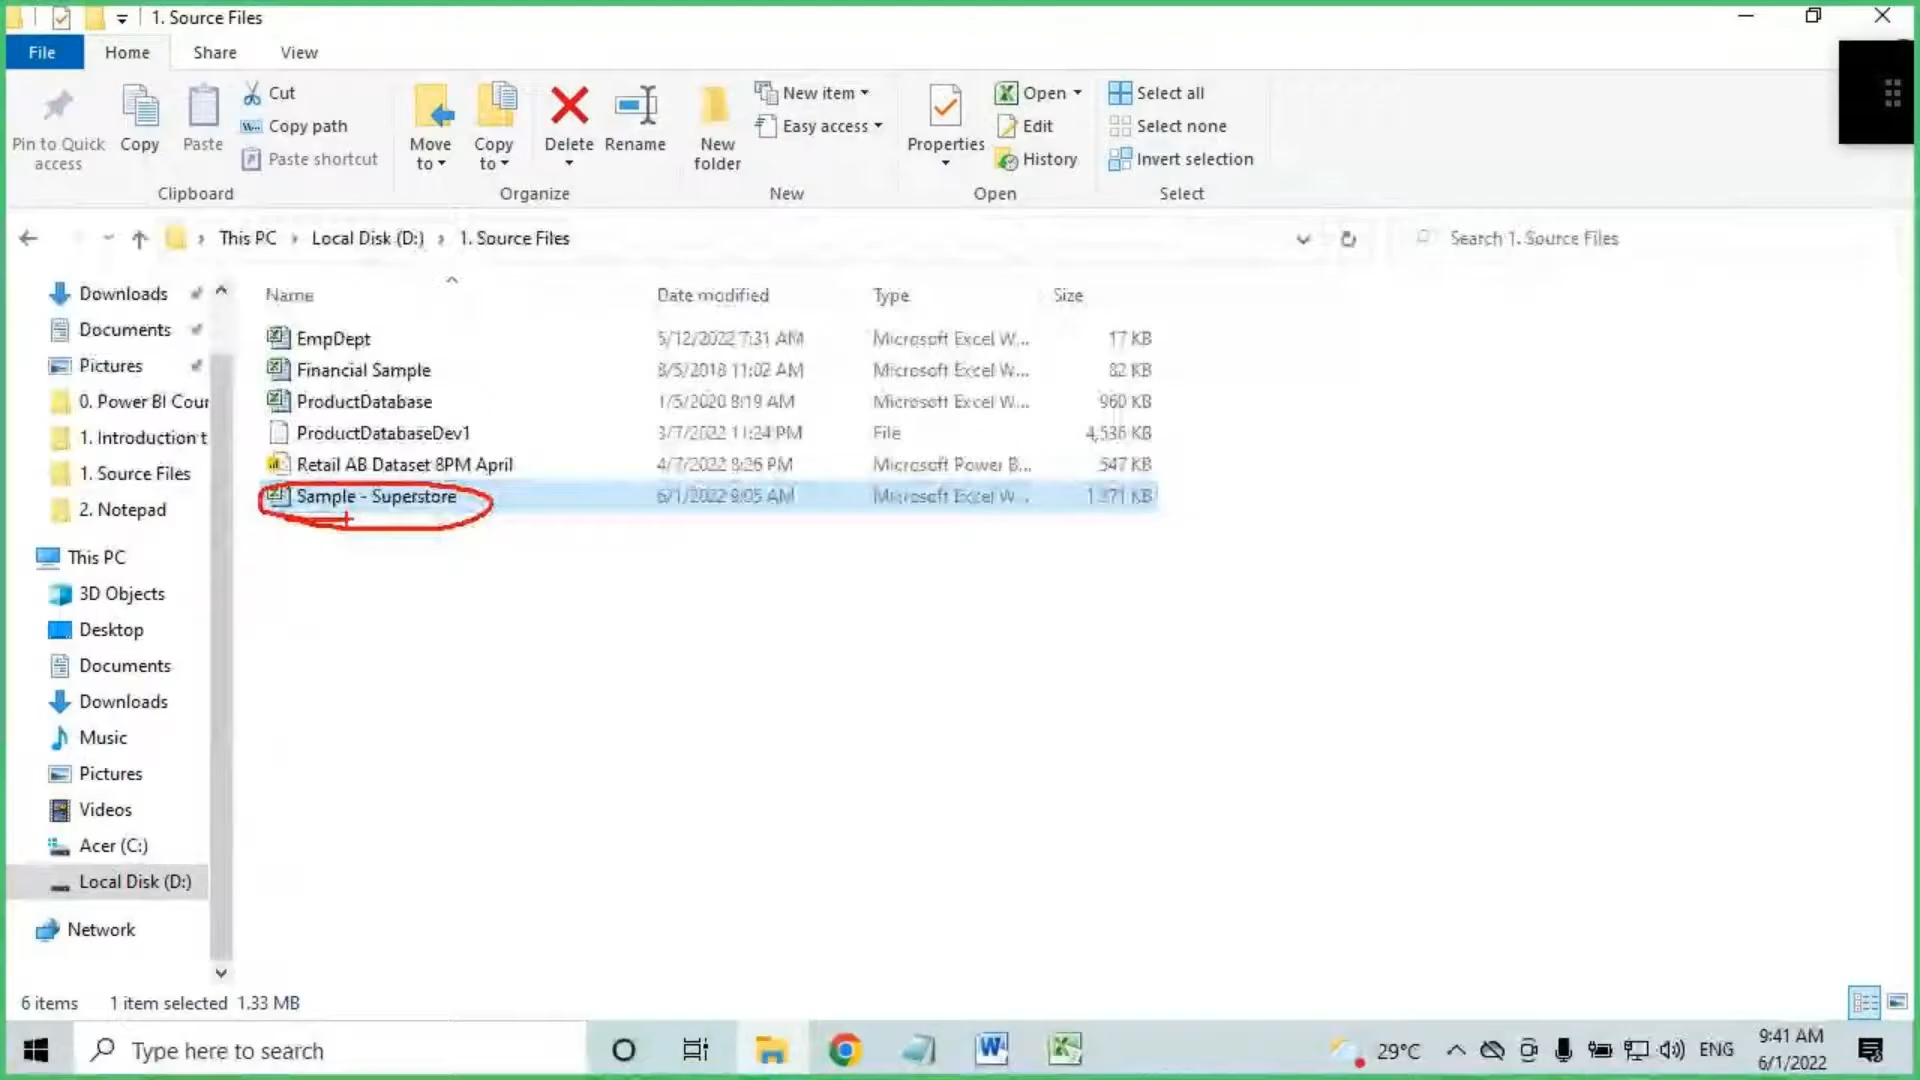 1. Source Files
File
Home
Share
View
Pin to Quick access
Copy
Paste
Cut
Copy path
Paste shortcut
Clipboard
Move to
Copy to
Delete
Rename
Organize
New folder
New item
Easy access
New
Properties
Open
Edit
History
Open
Select all
Select none
Invert selection
Select
This PC › Local Disk (D:) › 1. Source Files
Search 1. Source Files
Downloads
Documents
Pictures
0. Power BI Cour
1. Introduction t
1. Source Files
2. Notepad
This PC
3D Objects
Desktop
Documents
Downloads
Music
Pictures
Videos
Acer (C:)
Local Disk (D:)
Network
Name Date modified Type Size
EmpDept 5/12/2022 7:31 AM Microsoft Excel W... 17 KB
Financial Sample 8/5/2018 11:02 AM Microsoft Excel W... 82 KB
ProductDatabase 1/5/2020 8:19 AM Microsoft Excel W... 960 KB
ProductDatabaseDev1 3/7/2022 11:24 PM File 4,536 KB
Retail AB Dataset 8PM April 4/7/2022 8:26 PM Microsoft Power B... 547 KB
Sample - Superstore 6/1/2022 9:05 AM Microsoft Excel W... 1,371 KB
6 items 1 item selected 1.33 MB
Type here to search
29°C
ENG
9:41 AM
6/1/2022